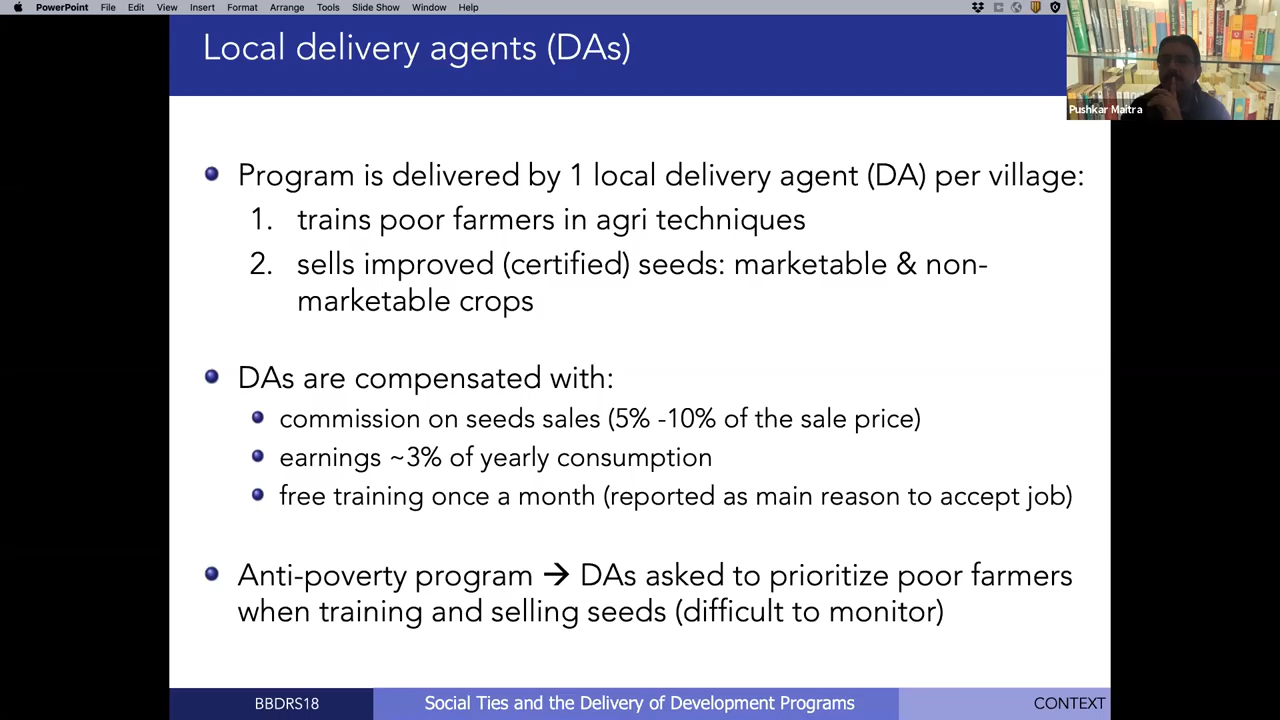 PowerPoint File Edit View Insert Format Arrange Tools Slide Show Window Help
Local delivery agents (DAs)
Pushkar Maitra
Program is delivered by 1 local delivery agent (DA) per village:
1. trains poor farmers in agri techniques
2. sells improved (certified) seeds: marketable & non-
marketable crops
DAs are compensated with:
commission on seeds sales (5% -10% of the sale price)
earnings ~3% of yearly consumption
free training once a month (reported as main reason to accept job)
Anti-poverty program → DAs asked to prioritize poor farmers
when training and selling seeds (difficult to monitor)
BBDRS18 Social Ties and the Delivery of Development Programs CONTEXT